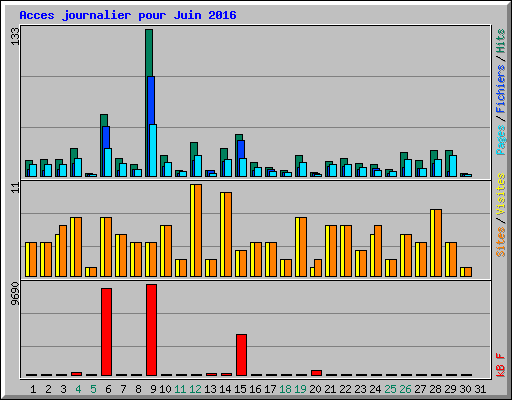 Acces journalier pour Juin 2016
133
11
9690
Pages / Fichiers / Hits
Sites / Visites
kB F
1 2 3 4 5 6 7 8 9 10 11 12 13 14 15 16 17 18 19 20 21 22 23 24 25 26 27 28 29 30 31